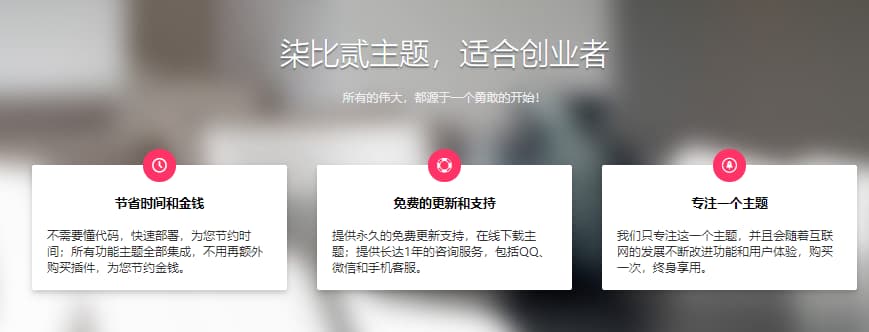 柒比贰主题，适合创业者
所有的伟大，都源于一个勇敢的开始！
节省时间和金钱
不需要懂代码，快速部署，为您节约时
间；所有功能主题全部集成，不用再额外
购买插件，为您节约金钱。
免费的更新和支持
提供永久的免费更新支持，在线下载主
题；提供长达1年的咨询服务，包括QQ、
微信和手机客服。
专注一个主题
我们只专注这一个主题，并且会随着互联
网的发展不断改进功能和用户体验，购买
一次，终身享用。